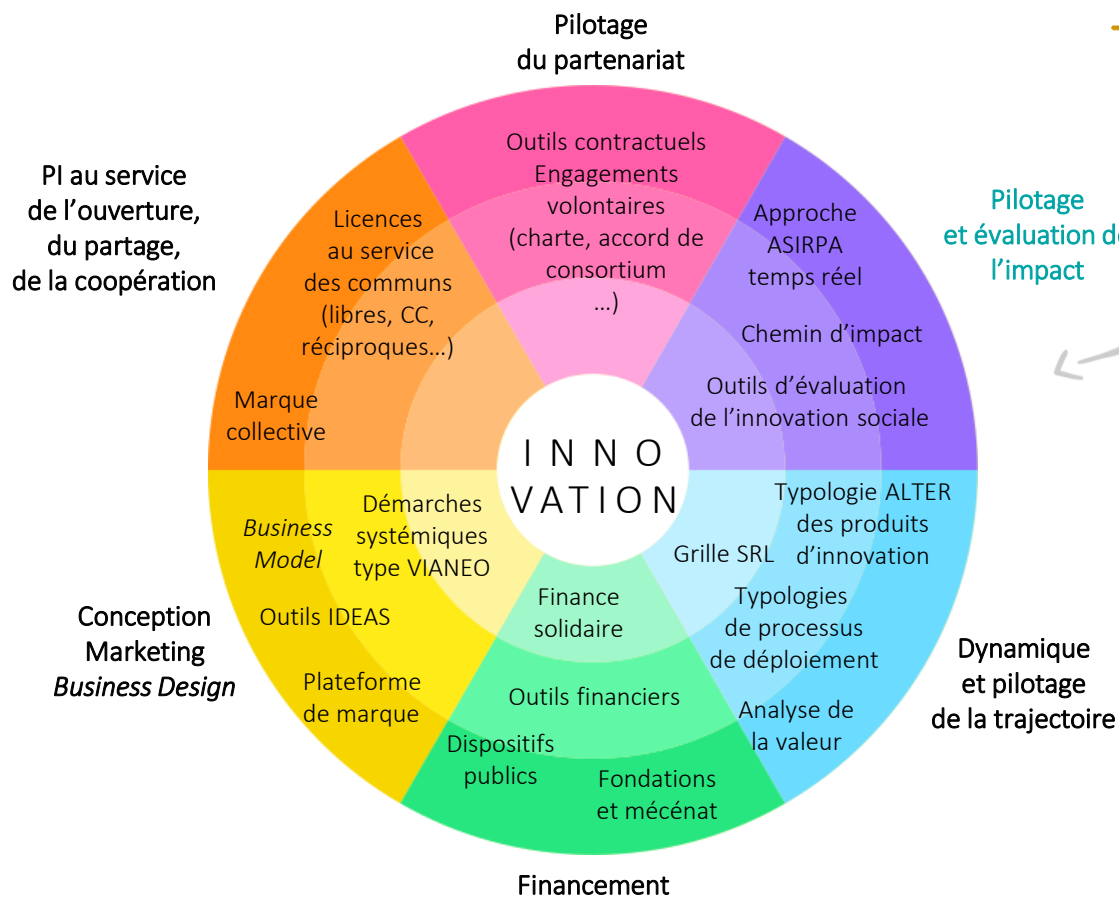 Pilotage
du partenariat
Outils contractuels
Engagements
volontaires
(charte, accord de
consortium
...)
PI au service
de l'ouverture,
du partage,
de la coopération
Licences
au service
des communs
(libres, CC,
réciproques...)
Marque
collective
Approche
ASIRPA
temps réel
Chemin d'impact
Outils d'évaluation
de l'innovation sociale
Pilotage
et évaluation de
l'impact
INNO
VATION
Business
Model
Démarches
systémiques
type VIANEO
Outils IDEAS
Plateforme
de marque
Conception
Marketing
Business Design
Finance
solidaire
Outils financiers
Dispositifs
publics
Fondations
et mécénat
Financement
Typologie ALTER
des produits
d'innovation
Grille SRL
Typologies
de processus
de déploiement
Analyse de
la valeur
Dynamique
et pilotage
de la trajectoire